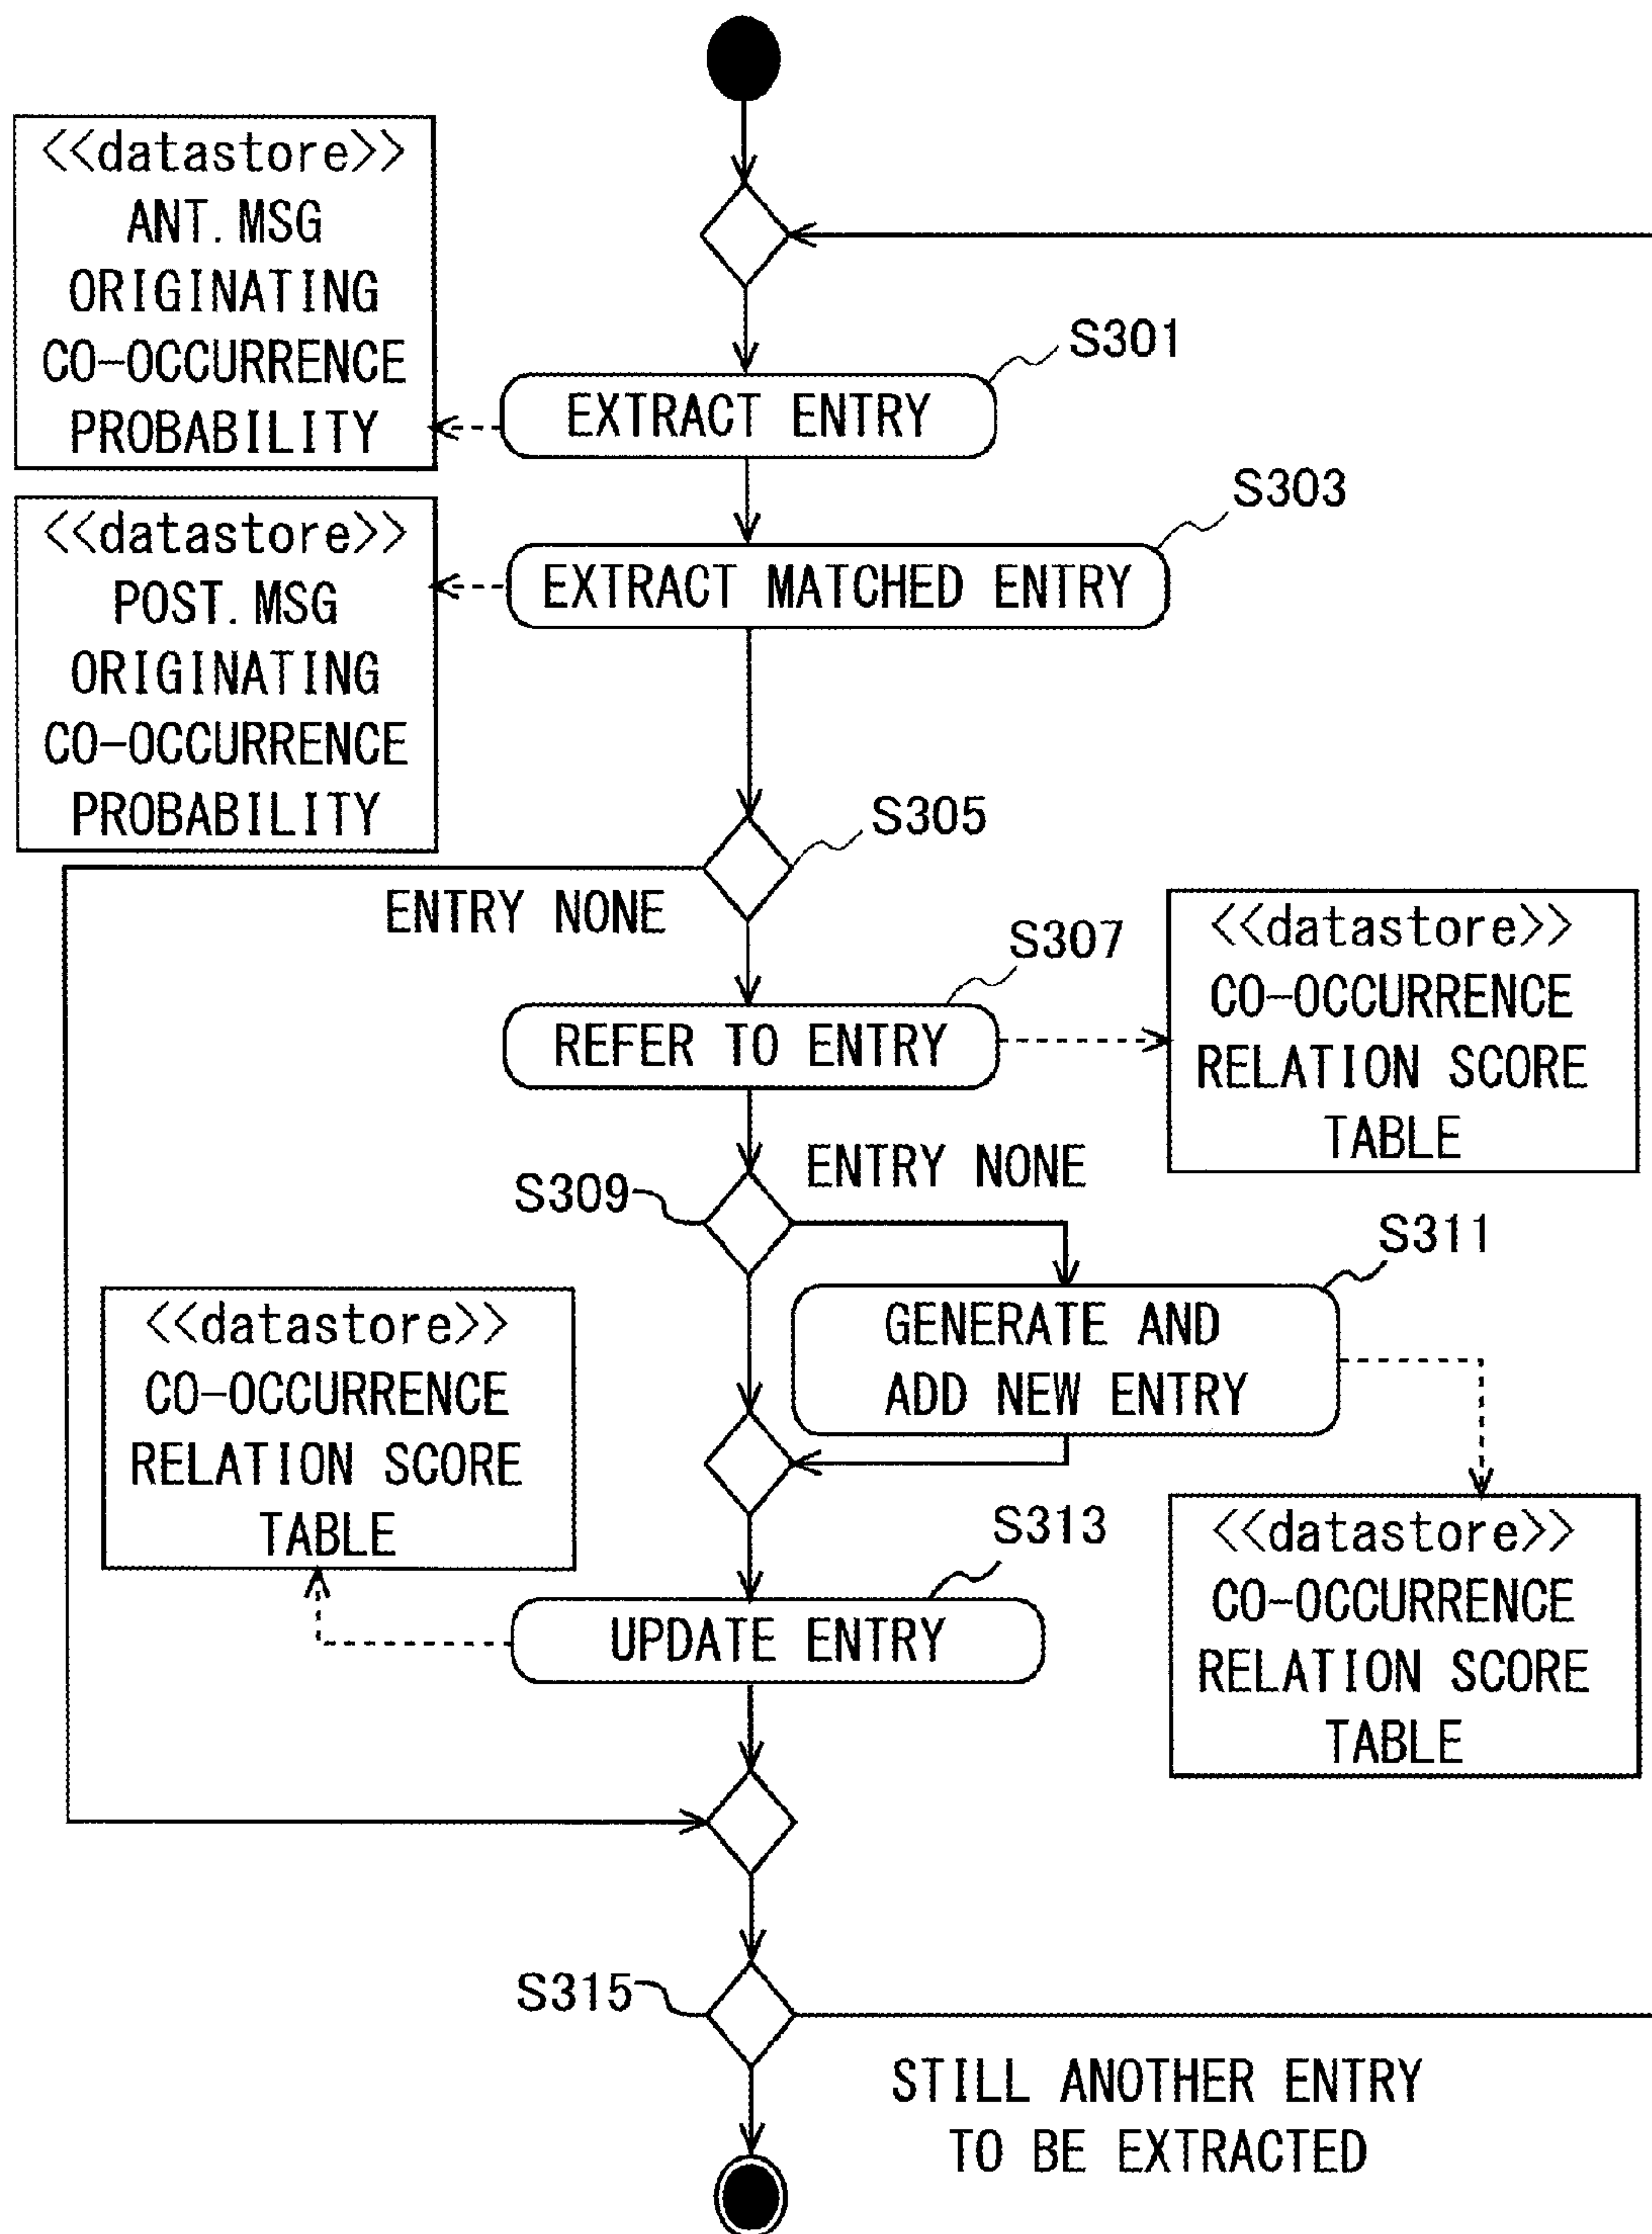 <<datastore>>
ANT. MSG
ORIGINATING
CO-OCCURRENCE
PROBABILITY
S301
EXTRACT ENTRY
S303
EXTRACT MATCHED ENTRY
<<datastore>>
POST. MSG
ORIGINATING
CO-OCCURRENCE
PROBABILITY
S305
ENTRY NONE
S307
REFER TO ENTRY
<<datastore>>
CO-OCCURRENCE
RELATION SCORE
TABLE
S309
ENTRY NONE
S311
GENERATE AND
ADD NEW ENTRY
<<datastore>>
CO-OCCURRENCE
RELATION SCORE
TABLE
S313
UPDATE ENTRY
<<datastore>>
CO-OCCURRENCE
RELATION SCORE
TABLE
S315
STILL ANOTHER ENTRY
TO BE EXTRACTED